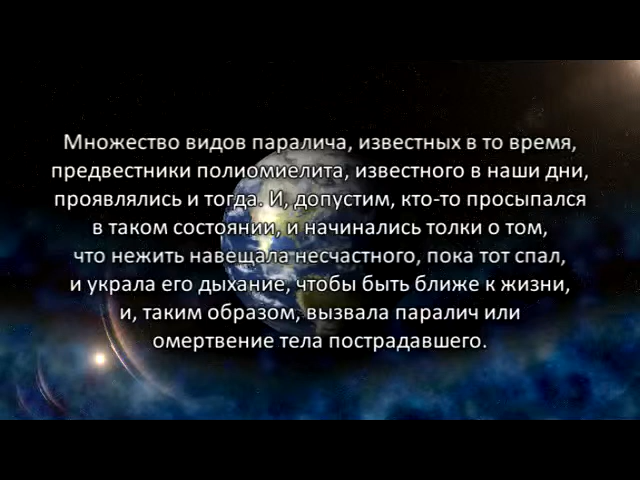 Множество видов паралича, известных в то время,
предвестники полиомиелита, известного в наши дни,
проявлялись и тогда. И, допустим, кто-то просыпался
в таком состоянии, и начинались толки о том,
что нежить навещала несчастного, пока тот спал,
и украла его дыхание, чтобы быть ближе к жизни,
и, таким образом, вызвала паралич или
омертвение тела пострадавшего.